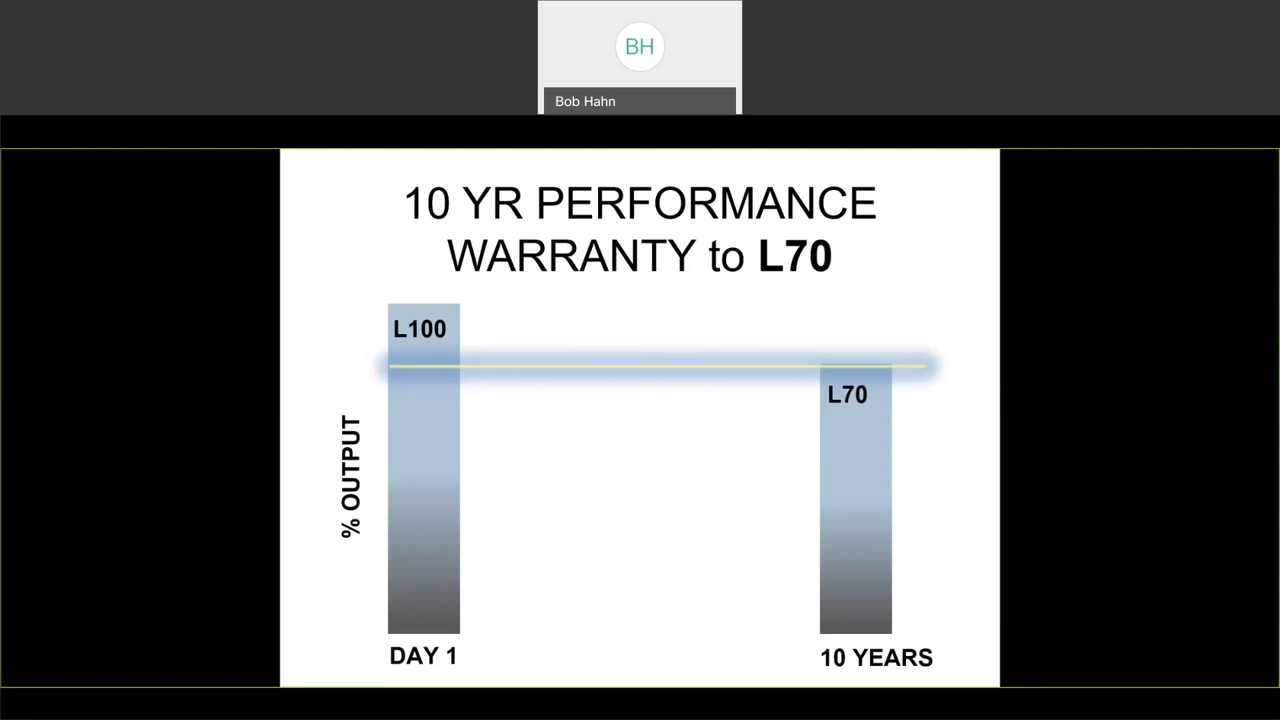 BH
Bob Hahn
10 YR PERFORMANCE
WARRANTY to L70
L100
L70
% OUTPUT
DAY 1
10 YEARS